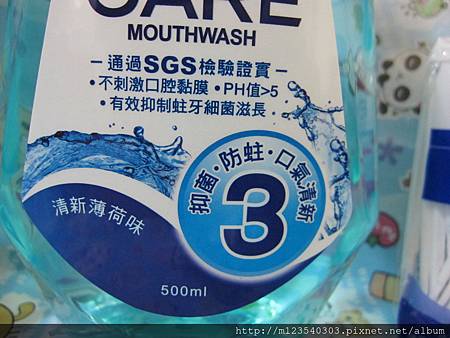 CARE
MOUTHWASH
－通過SGS檢驗證實－
·不刺激口腔黏膜 ·PH值>5
·有效抑制蛀牙細菌滋長
抑菌·防蛀·口氣清新
3
清新薄荷味
500ml
http://m123540303.pixnet.net/album